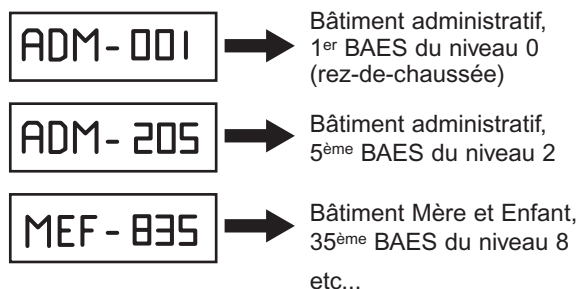 ADM-001
Bâtiment administratif,
1er BAES du niveau 0
(rez-de-chaussée)
ADM-205
Bâtiment administratif,
5ème BAES du niveau 2
MEF-835
Bâtiment Mère et Enfant,
35ème BAES du niveau 8
etc...